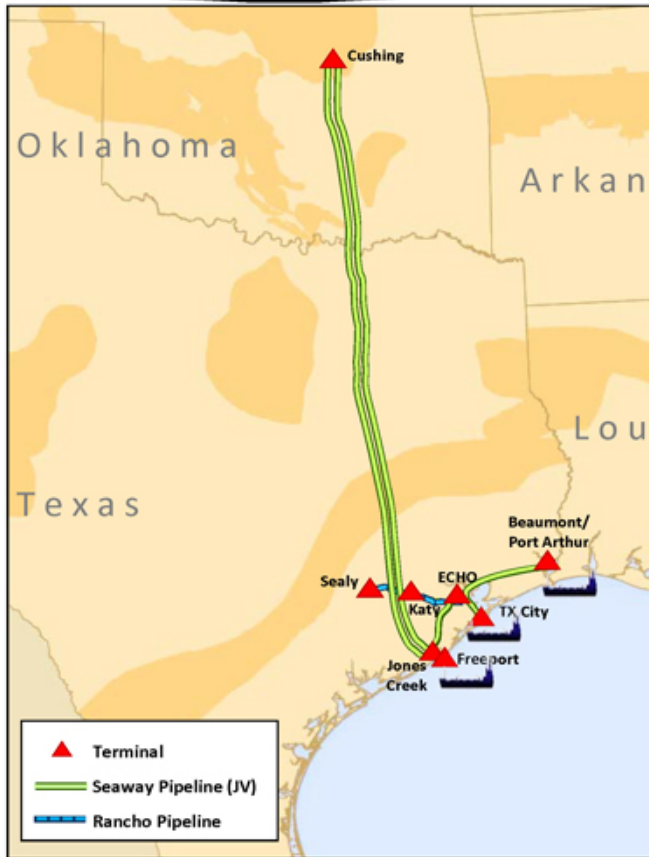 Cushing
Oklahoma
Arkan
Lou
Texas
Beaumont/
Port Arthur
Sealy
ECHO
Katy
TX City
Jones
Creek
Freeport
Terminal
Seaway Pipeline (JV)
Rancho Pipeline